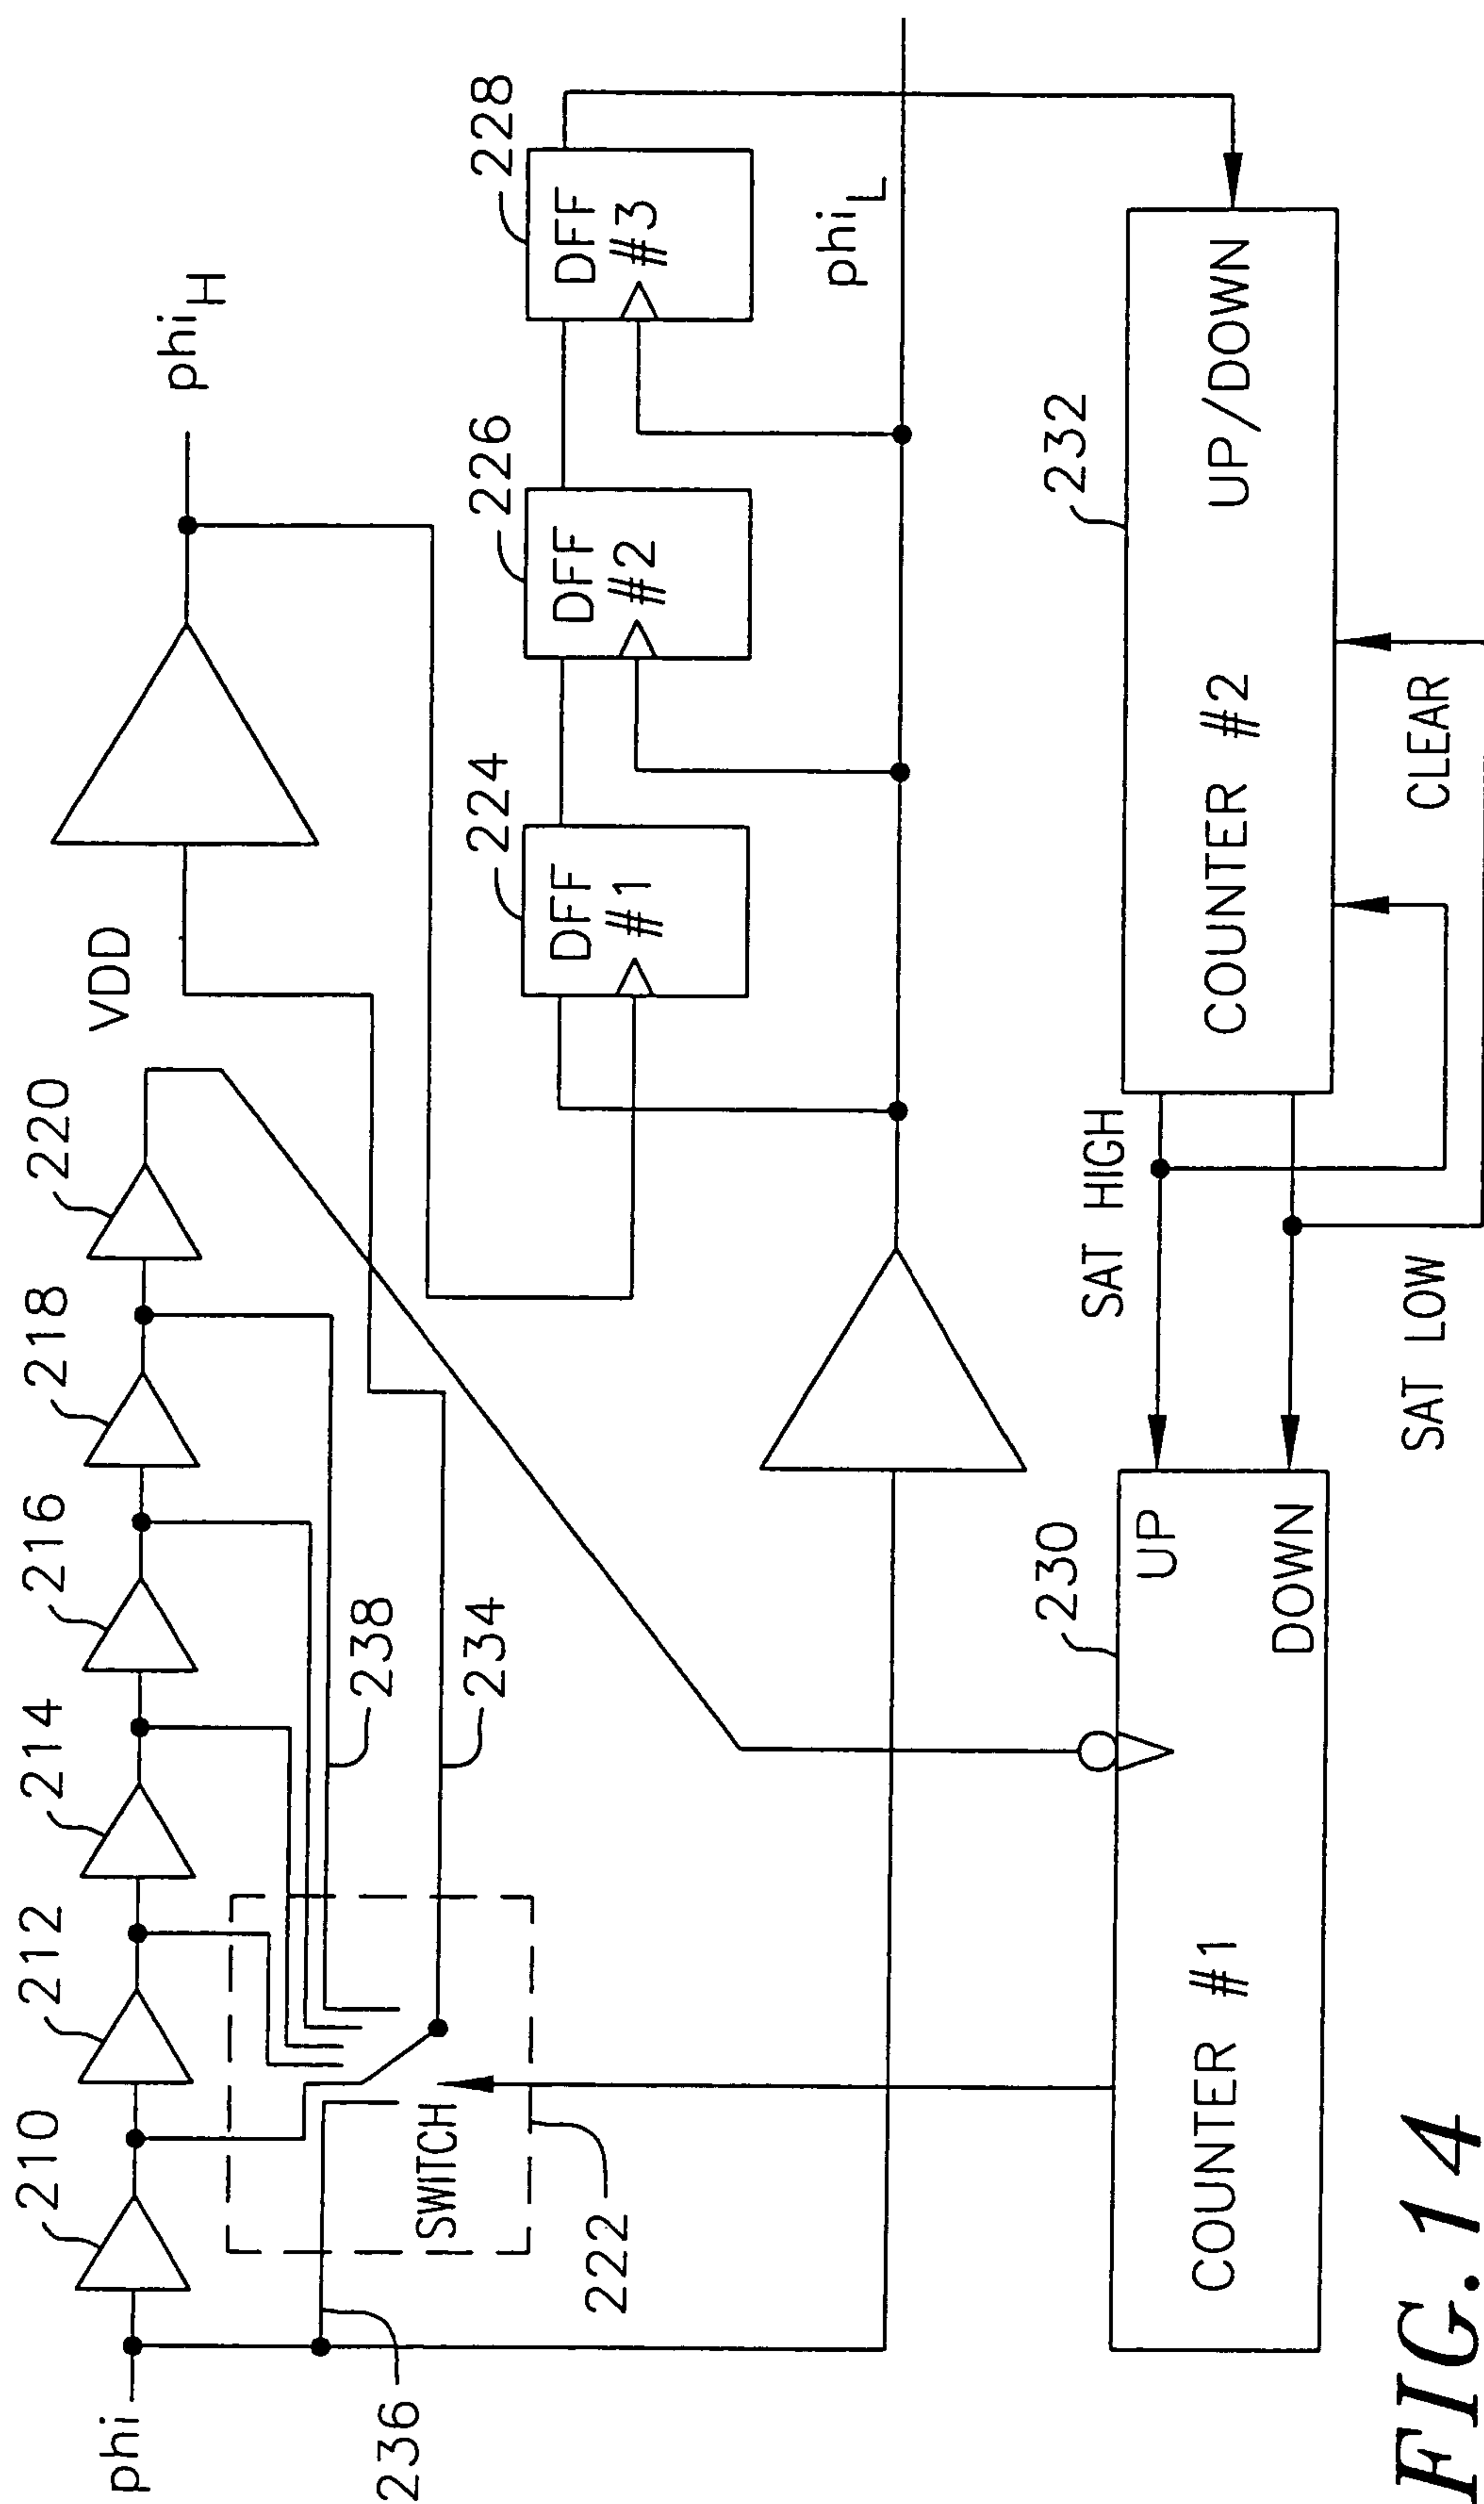 210
212
214
216
218
220
VDD
phi
phiH
236
222
SWITCH
238
234
224
DFF
#1
226
DFF
#2
228
DFF
#3
phiL
230
COUNTER #1
UP
DOWN
SAT HIGH
SAT LOW
232
COUNTER #2
UP/DOWN
CLEAR
FIG. 14